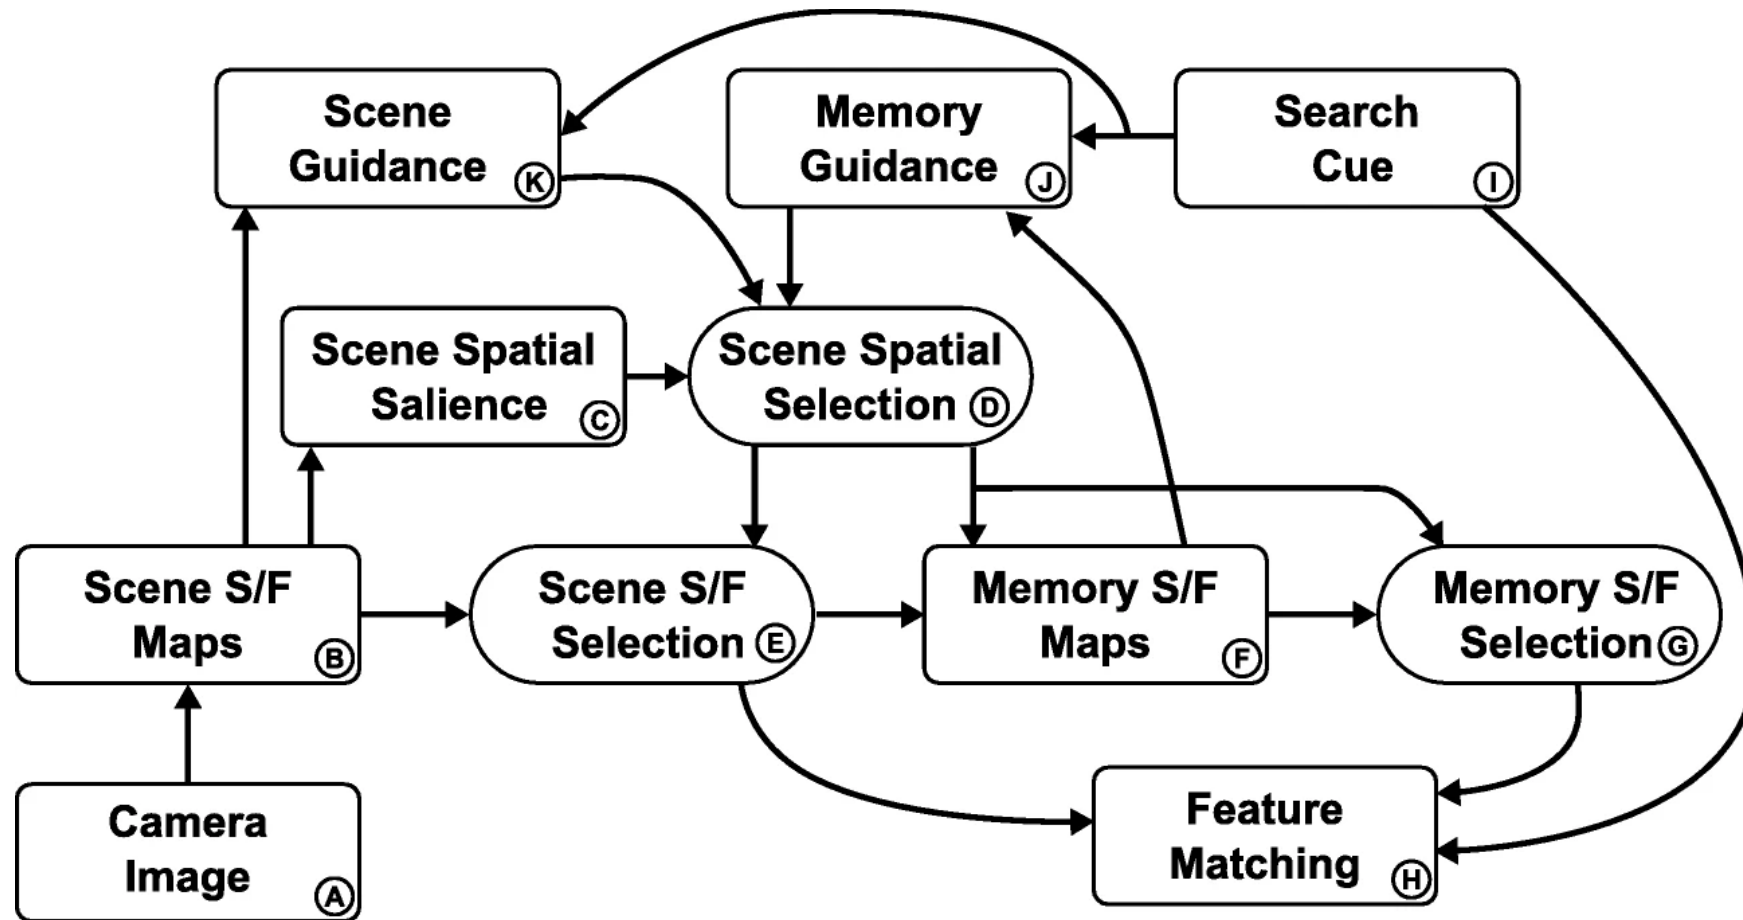 Scene
Guidance
K
Memory
Guidance
J
Search
Cue
I
Scene Spatial
Salience
C
Scene Spatial
Selection D
Scene S/F
Maps
B
Scene S/F
Selection E
Memory S/F
Maps
F
Memory S/F
Selection G
Camera
Image
A
Feature
Matching
H